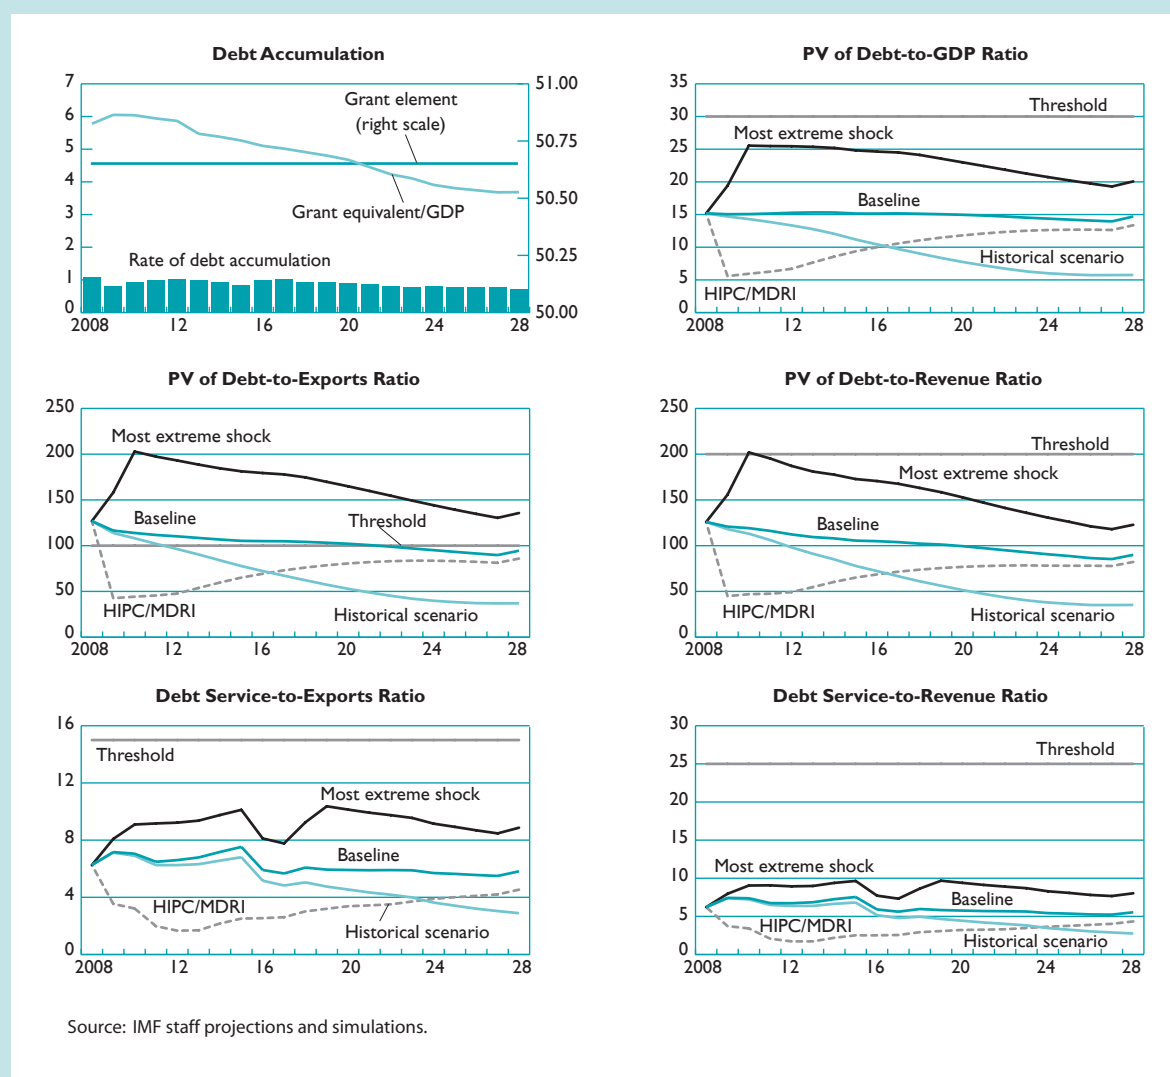 Debt Accumulation
7
6
5
4
3
2
1
0
51.00
50.75
50.50
50.25
50.00
Grant element
(right scale)
Grant equivalent/GDP
Rate of debt accumulation
2008 12 16 20 24 28
PV of Debt-to-GDP Ratio
35
30
25
20
15
10
5
0
Threshold
Most extreme shock
Baseline
Historical scenario
HIPC/MDRI
2008 12 16 20 24 28
PV of Debt-to-Exports Ratio
250
200
150
100
50
0
Most extreme shock
Baseline
Threshold
HIPC/MDRI
Historical scenario
2008 12 16 20 24 28
PV of Debt-to-Revenue Ratio
250
200
150
100
50
0
Threshold
Most extreme shock
Baseline
HIPC/MDRI
Historical scenario
2008 12 16 20 24 28
Debt Service-to-Exports Ratio
16
12
8
4
0
Threshold
Most extreme shock
Baseline
HIPC/MDRI
Historical scenario
2008 12 16 20 24 28
Debt Service-to-Revenue Ratio
30
25
20
15
10
5
0
Threshold
Most extreme shock
Baseline
HIPC/MDRI
Historical scenario
2008 12 16 20 24 28
Source: IMF staff projections and simulations.